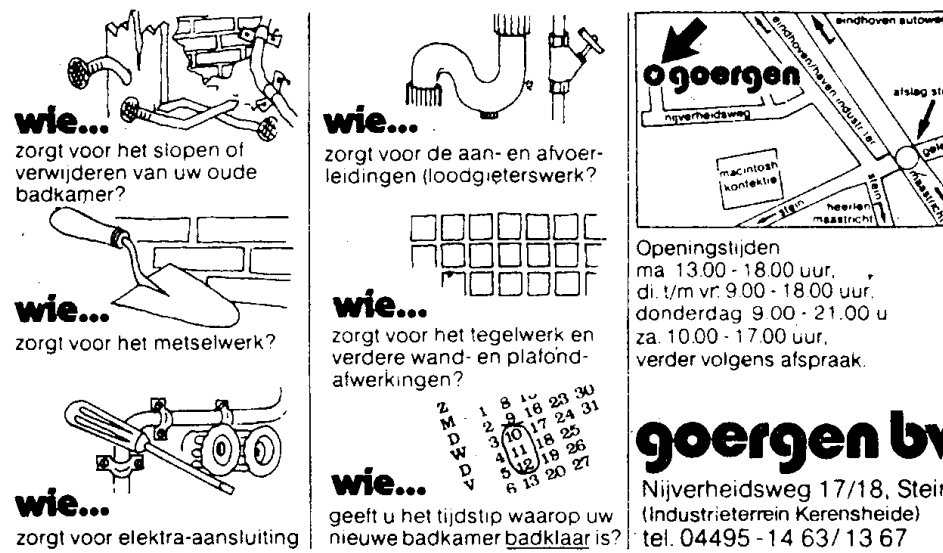 wie...
zorgt voor het slopen of
verwijderen van uw oude
badkamer?
wie...
zorgt voor het metselwerk?
wie...
zorgt voor elektra-aansluiting
wie...
zorgt voor de aan- en afvoer-
leidingen (loodgieterswerk?
wie...
zorgt voor het tegelwerk en
verdere wand- en plafond-
afwerkingen?
Z 1 8 23 30
M 2 9 16 24 31
D 3 10 17 25
W 4 11 18 26
D 5 12 19 27
V 6 13 20
wie...
geeft u het tijdstip waarop uw
nieuwe badkamer badklaar is?
eindhoven autowe
eindhoven/haven industr. ter
goergen
afslag ste
nijverheidsweg
gele
macintosh
konfektie
stein
stein
maastricht
heerlen
maastricht
Openingstijden
ma. 13.00 - 18.00 uur,
di. t/m vr. 9.00 - 18.00 uur,
donderdag 9.00 - 21.00 u
za. 10.00 - 17.00 uur,
verder volgens afspraak.
goergen bv
Nijverheidsweg 17/18, Stein
(Industrieterrein Kerensheide)
tel. 04495 - 14 63/ 13 67